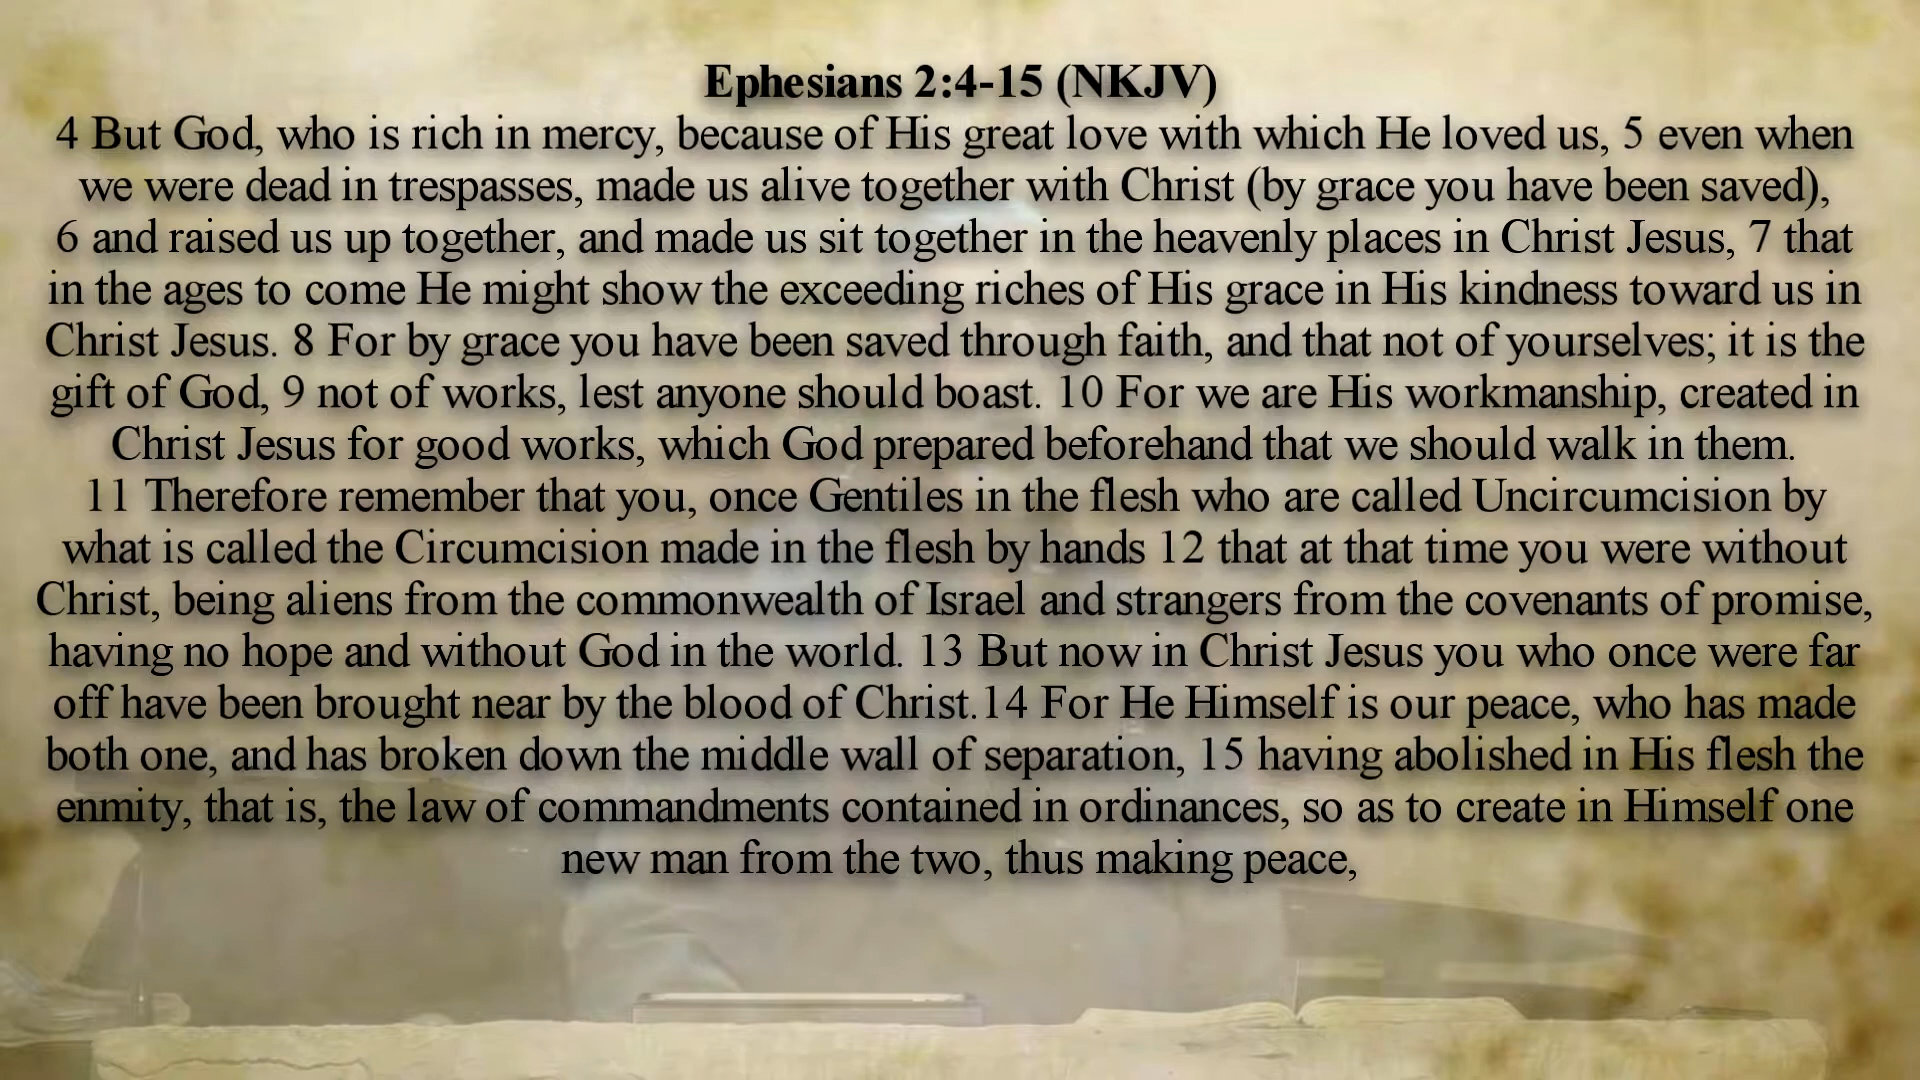 Ephesians 2:4-15 (NKJV)
4 But God, who is rich in mercy, because of His great love with which He loved us, 5 even when
we were dead in trespasses, made us alive together with Christ (by grace you have been saved),
6 and raised us up together, and made us sit together in the heavenly places in Christ Jesus, 7 that
in the ages to come He might show the exceeding riches of His grace in His kindness toward us in
Christ Jesus. 8 For by grace you have been saved through faith, and that not of yourselves; it is the
gift of God, 9 not of works, lest anyone should boast. 10 For we are His workmanship, created in
Christ Jesus for good works, which God prepared beforehand that we should walk in them.
11 Therefore remember that you, once Gentiles in the flesh who are called Uncircumcision by
what is called the Circumcision made in the flesh by hands 12 that at that time you were without
Christ, being aliens from the commonwealth of Israel and strangers from the covenants of promise,
having no hope and without God in the world. 13 But now in Christ Jesus you who once were far
off have been brought near by the blood of Christ.14 For He Himself is our peace, who has made
both one, and has broken down the middle wall of separation, 15 having abolished in His flesh the
enmity, that is, the law of commandments contained in ordinances, so as to create in Himself one
new man from the two, thus making peace,